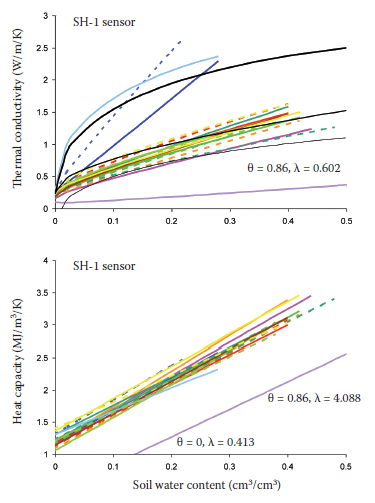 SH-1 sensor
Thermal conductivity (W/m/K)
3
2.5
2
1.5
1
0.5
0
θ = 0.86, λ = 0.602
0 0.1 0.2 0.3 0.4 0.5
SH-1 sensor
Heat capacity (MJ/m³/K)
4
3.5
3
2.5
2
1.5
1
θ = 0.86, λ = 4.088
θ = 0, λ = 0.413
0 0.1 0.2 0.3 0.4 0.5
Soil water content (cm³/cm³)